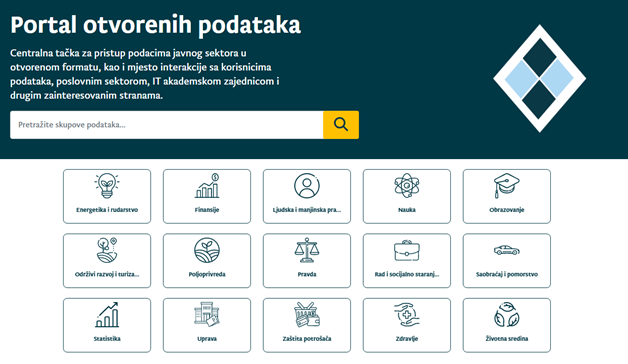 Portal otvorenih podataka
Centralna tačka za pristup podacima javnog sektora u
otvorenom formatu, kao i mjesto interakcije sa korisnicima
podataka, poslovnim sektorom, IT akademskom zajednicom i
drugim zainteresovanim stranama.
Pretražite skupove podataka...
Energetika i rudarstvo
Finansije
Ljudska i manjinska pra...
Nauka
Obrazovanje
Održivi razvoj i turiza...
Poljoprivreda
Pravda
Rad i socijalno staranj...
Saobraćaj i pomorstvo
Statistika
Uprava
Zaštita potrošača
Zdravlje
Životna sredina